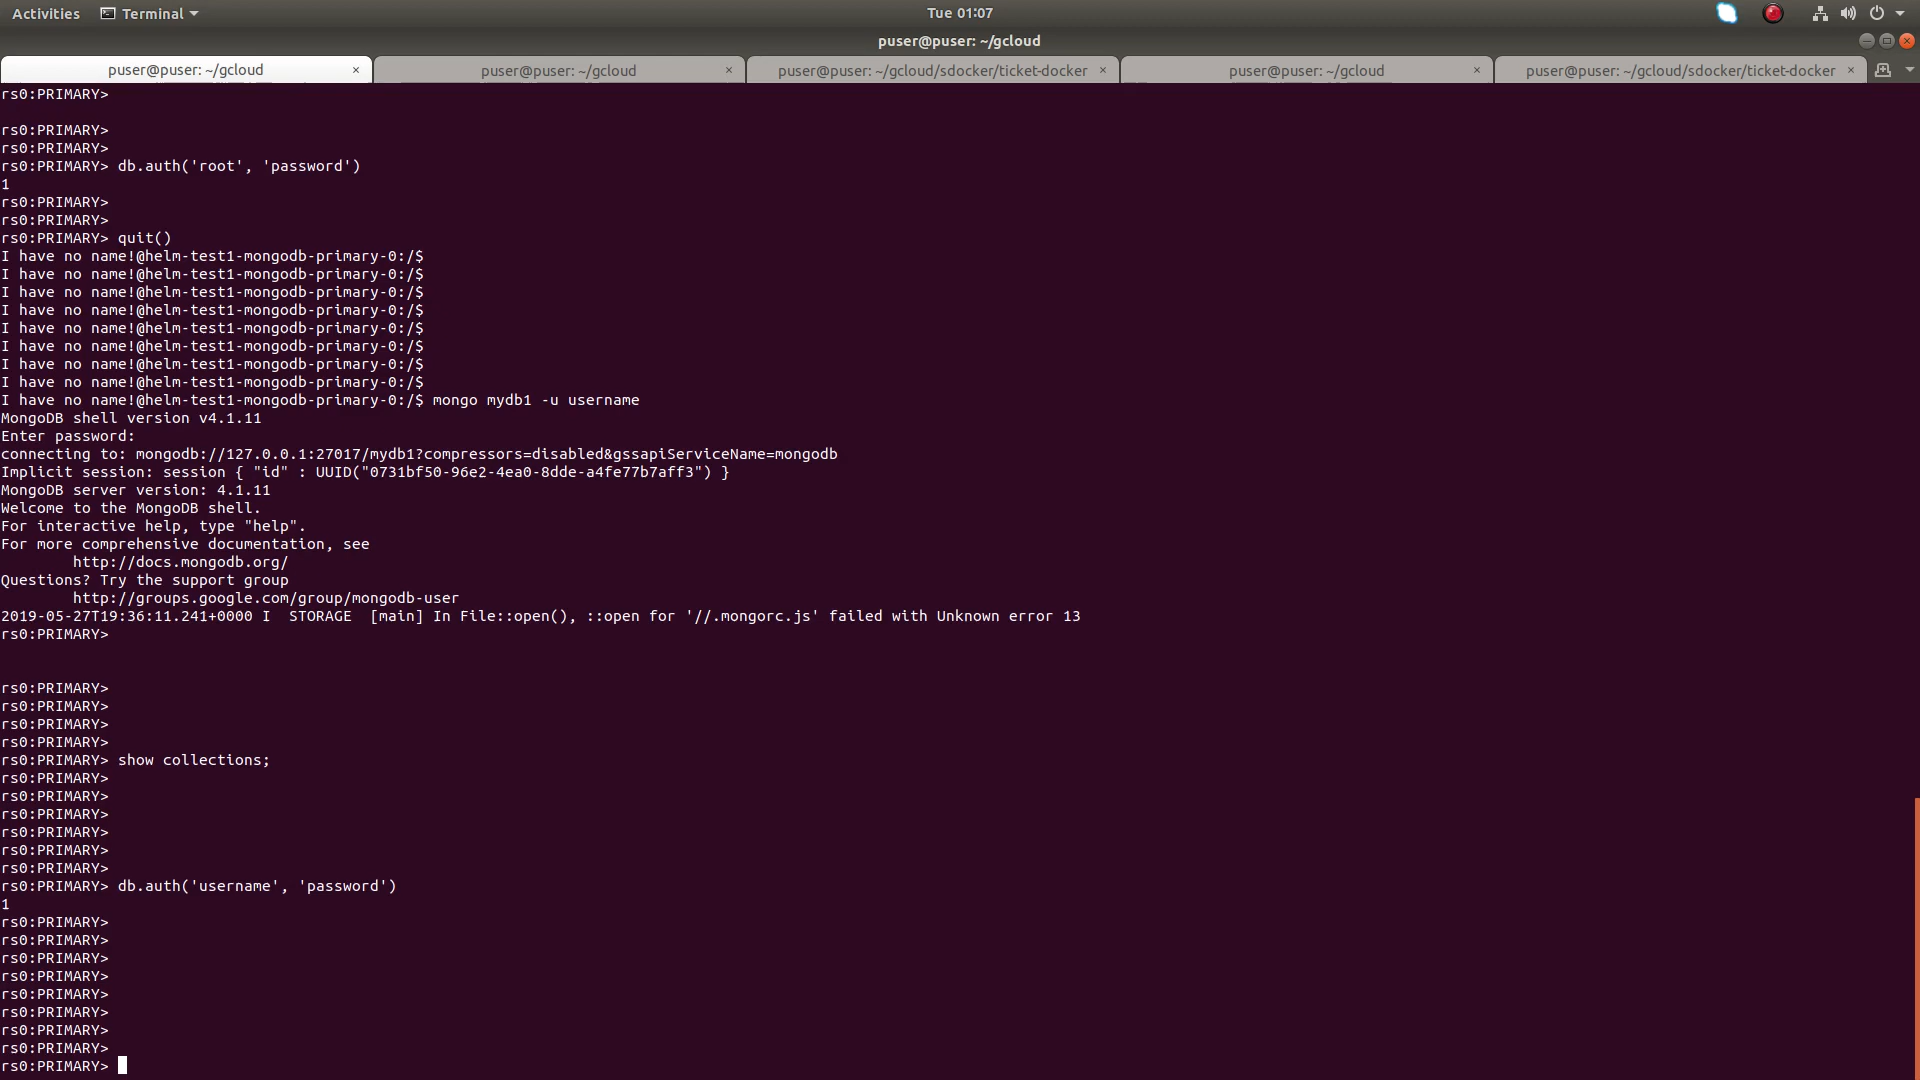 Activities Terminal Tue 01:07
puser@puser: ~/gcloud
puser@puser: ~/gcloud × puser@puser: ~/gcloud × puser@puser: ~/gcloud/sdocker/ticket-docker × puser@puser: ~/gcloud × puser@puser: ~/gcloud/sdocker/ticket-docker ×
rs0:PRIMARY>
rs0:PRIMARY>
rs0:PRIMARY>
rs0:PRIMARY> db.auth('root', 'password')
1
rs0:PRIMARY>
rs0:PRIMARY>
rs0:PRIMARY> quit()
I have no name!@helm-test1-mongodb-primary-0:/$
I have no name!@helm-test1-mongodb-primary-0:/$
I have no name!@helm-test1-mongodb-primary-0:/$
I have no name!@helm-test1-mongodb-primary-0:/$
I have no name!@helm-test1-mongodb-primary-0:/$
I have no name!@helm-test1-mongodb-primary-0:/$
I have no name!@helm-test1-mongodb-primary-0:/$
I have no name!@helm-test1-mongodb-primary-0:/$
I have no name!@helm-test1-mongodb-primary-0:/$ mongo mydb1 -u username
MongoDB shell version v4.1.11
Enter password:
connecting to: mongodb://127.0.0.1:27017/mydb1?compressors=disabled&gssapiServiceName=mongodb
Implicit session: session { "id" : UUID("0731bf50-96e2-4ea0-8dde-a4fe77b7aff3") }
MongoDB server version: 4.1.11
Welcome to the MongoDB shell.
For interactive help, type "help".
For more comprehensive documentation, see
http://docs.mongodb.org/
Questions? Try the support group
http://groups.google.com/group/mongodb-user
2019-05-27T19:36:11.241+0000 I  STORAGE  [main] In File::open(), ::open for '//.mongorc.js' failed with Unknown error 13
rs0:PRIMARY>
rs0:PRIMARY>
rs0:PRIMARY>
rs0:PRIMARY>
rs0:PRIMARY>
rs0:PRIMARY> show collections;
rs0:PRIMARY>
rs0:PRIMARY>
rs0:PRIMARY>
rs0:PRIMARY>
rs0:PRIMARY>
rs0:PRIMARY>
rs0:PRIMARY> db.auth('username', 'password')
1
rs0:PRIMARY>
rs0:PRIMARY>
rs0:PRIMARY>
rs0:PRIMARY>
rs0:PRIMARY>
rs0:PRIMARY>
rs0:PRIMARY>
rs0:PRIMARY>
rs0:PRIMARY>